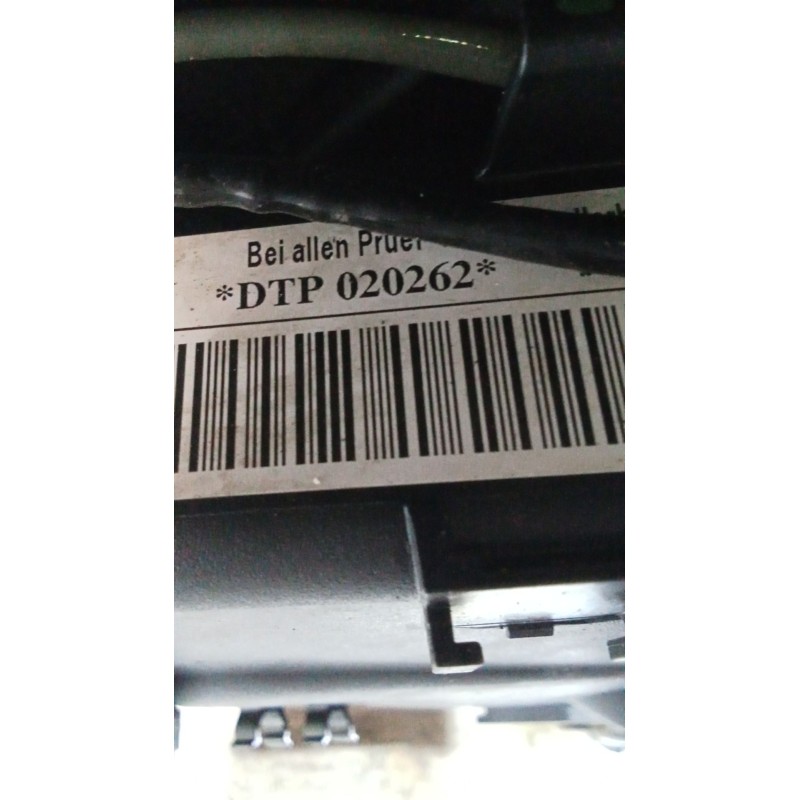 Bei allen Pruef
*DTP 020262*